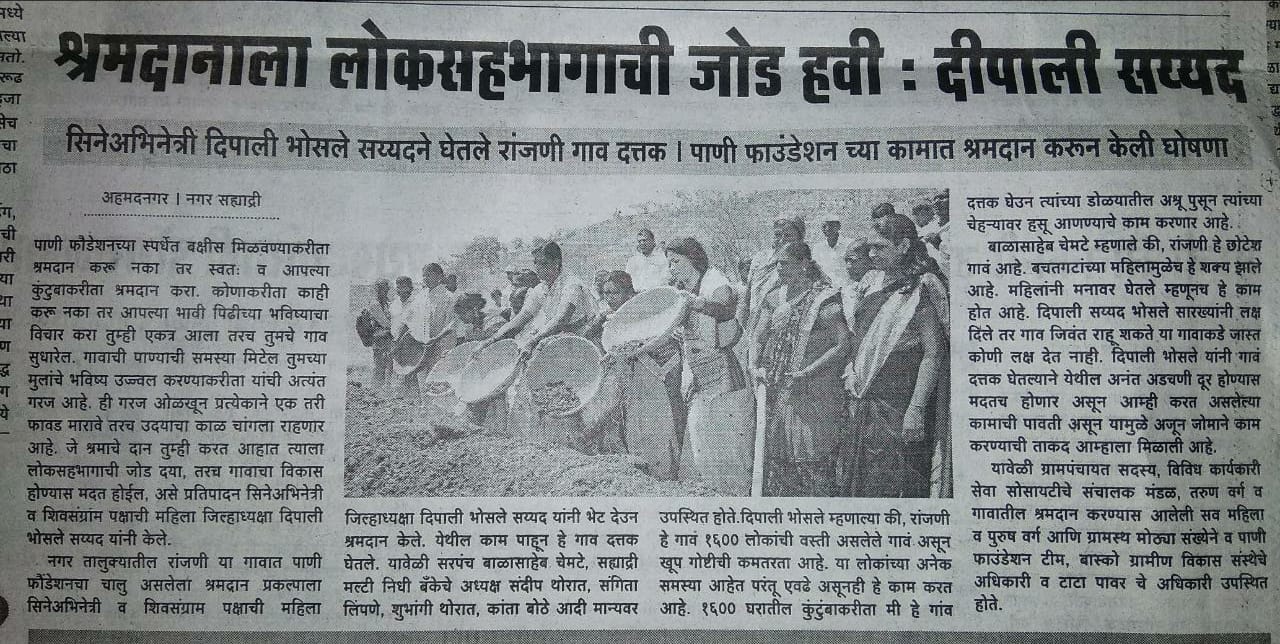 श्रमदानाला लोकसहभागाची जोड हवी : दीपाली सय्यद
सिनेअभिनेत्री दिपाली भोसले सय्यदने घेतले रांजणी गाव दत्तक | पाणी फाउंडेशन च्या कामात श्रमदान करून केली घोषणा
अहमदनगर | नगर सह्याद्री
पाणी फौडेशनच्या स्पर्धेत बक्षीस मिळवण्याकरीता
श्रमदान करू नका तर स्वतः व आपल्या
कुंटुबाकरीता श्रमदान करा. कोणाकरीता काही
करू नका तर आपल्या भावी पिढीच्या भविष्याचा
विचार करा तुम्ही एकत्र आला तरच तुमचे गाव
सुधारेल. गावाची पाण्याची समस्या मिटेल तुमच्या
मुलांचे भविष्य उज्ज्वल करण्याकरीता यांची अत्यंत
गरज आहे. ही गरज ओळखून प्रत्येकाने एक तरी
फावड मारावे तरच उदयाचा काळ चांगला राहणार
आहे. जे श्रमाचे दान तुम्ही करत आहात त्याला
लोकसहभागाची जोड दया, तरच गावाचा विकास
होण्यास मदत होईल, असे प्रतिपादन सिनेअभिनेत्री
व शिवसंग्राम पक्षाची महिला जिल्हाध्यक्षा दिपाली
भोसले सय्यद यांनी केले.
नगर तालुक्यातील रांजणी या गावात पाणी
फौंडेशनचा चालु असलेला श्रमदान प्रकल्पाला
सिनेअभिनेत्री व शिवसंग्राम पक्षाची महिला
जिल्हाध्यक्षा दिपाली भोसले सय्यद यांनी भेट देउन
श्रमदान केले. येथील काम पाहून हे गाव दत्तक
घेतले. यावेळी सरपंच बाळासाहेब चेमटे, सह्याद्री
मल्टी निधी बँकेचे अध्यक्ष संदीप थोरात, संगिता
लिंपणे, शुभांगी थोरात, कांता बोठे आदी मान्यवर
उपस्थित होते.दिपाली भोसले म्हणाल्या की, रांजणी
हे गावं १६०० लोकांची वस्ती असलेले गावं असून
खूप गोष्टीची कमतरता आहे. या लोकांच्या अनेक
समस्या आहेत परंतू एवढे असूनही हे काम करत
आहे. १६०० घरातील कुंटुबाकरीता मी हे गांव
दत्तक घेउन त्यांच्या डोळयातील अश्रू पुसून त्यांच्या
चेहऱ्यावर हसू आणण्याचे काम करणार आहे.
बाळासाहेब चेमटे म्हणाले की, रांजणी हे छोटेश
गावं आहे. बचतगटांच्या महिलामुळेच हे शक्य झाले
आहे. महिलांनी मनावर घेतले म्हणूनच हे काम
होत आहे. दिपाली सय्यद भोसले सारख्यांनी लक्ष
दिले तर गाव जिवंत राहू शकते या गावाकडे जास्त
कोणी लक्ष देत नाही. दिपाली भोसले यांनी गावं
दत्तक घेतल्याने येथील अनंत अडचणी दूर होण्यास
मदतच होणार असून आम्ही करत असलेल्या
कामाची पावती असून यामुळे अजून जोमाने काम
करण्याची ताकद आम्हाला मिळाली आहे.
यावेळी ग्रामपंचायत सदस्य, विविध कार्यकारी
सेवा सोसायटीचे संचालक मंडळ, तरुण वर्ग व
गावातील श्रमदान करण्यास आलेली सव महिला
व पुरुष वर्ग आणि ग्रामस्थ मोठ्या संख्येने व पाणी
फाउंडेशन टीम, बास्को ग्रामीण विकास संस्थेचे
अधिकारी व टाटा पावर चे अधिकारी उपस्थित
होते.